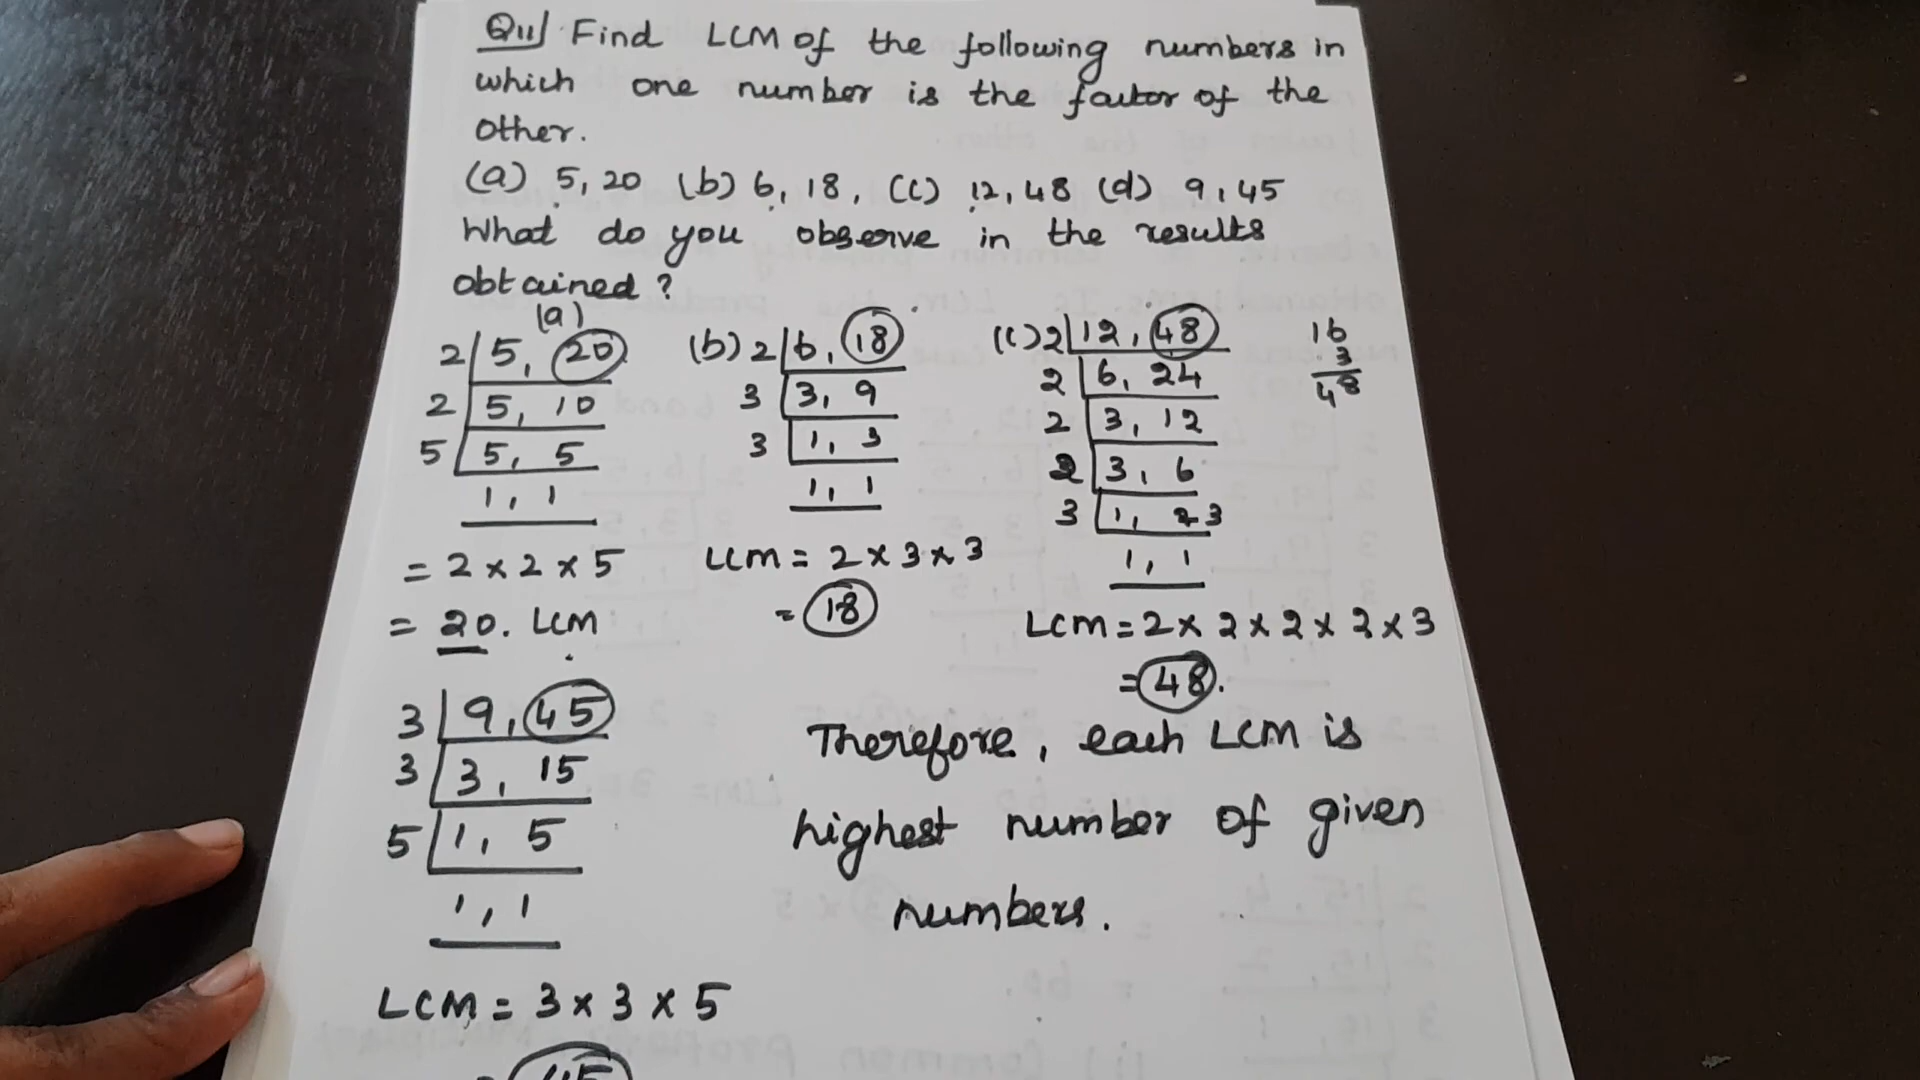 Q11/ Find LCM of the following numbers in
which one number is the factor of the
other.
(a) 5, 20 (b) 6, 18, (c) 12, 48 (d) 9, 45
What do you observe in the results
obtained?
(a)
2 5, 20
2 5, 10
5 5, 5
1, 1
= 2 × 2 × 5
= 20. LCM
(b) 2 6, 18
3 3, 9
3 1, 3
1, 1
LCM = 2 × 3 × 3
= 18
(c) 2 12, 48
2 6, 24
2 3, 12
2 3, 6
3 1, 3
1, 1
LCM = 2 × 2 × 2 × 2 × 3
= 48.
16
3
48
3 9, 45
3 3, 15
5 1, 5
1, 1
LCM = 3 × 3 × 5
= 45
Therefore, each LCM is
highest number of given
numbers.